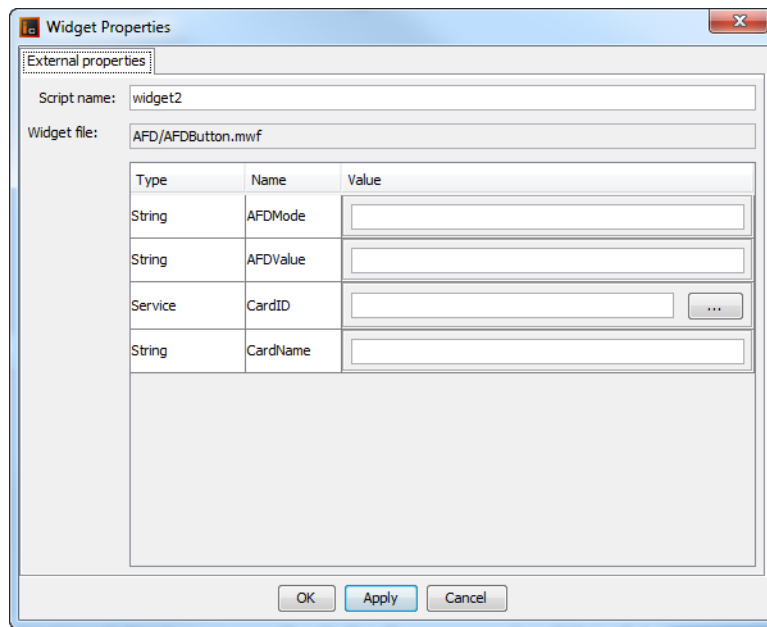 Widget Properties
External properties
Script name: widget2
Widget file: AFD/AFDButton.mwf
Type Name Value
String AFDMode
String AFDValue
Service CardID ...
String CardName
OK Apply Cancel